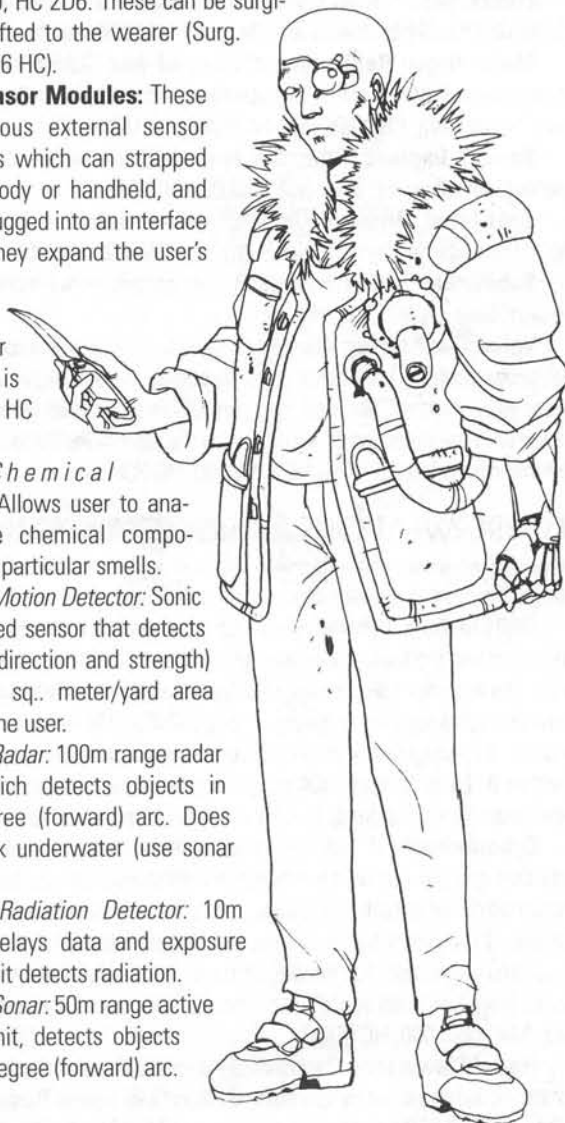 , HC 2D6. These can be surgi-
fted to the wearer (Surg.
6 HC).
nsor Modules: These
ous external sensor
s which can strapped
ody or handheld, and
ugged into an interface
hey expand the user's
r
is
HC
Chemical
Allows user to ana-
e chemical compo-
particular smells.
Motion Detector: Sonic
ed sensor that detects
direction and strength)
sq.. meter/yard area
he user.
Radar: 100m range radar
ich detects objects in
ree (forward) arc. Does
k underwater (use sonar
Radiation Detector: 10m
elays data and exposure
it detects radiation.
Sonar: 50m range active
nit, detects objects
egree (forward) arc.